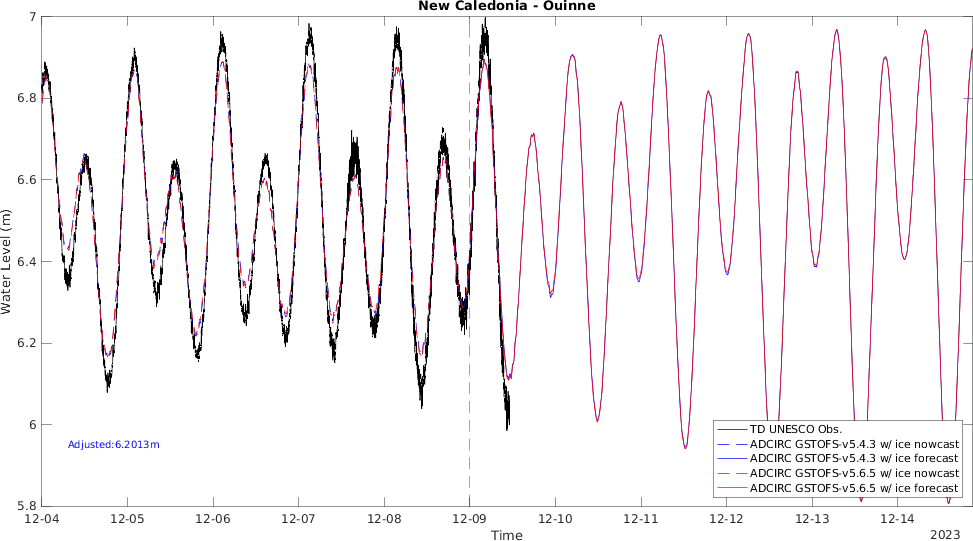 New Caledonia - Ouinne
7
6.8
6.6
6.4
6.2
6
5.8
Water Level (m)
Adjusted:6.2013m
TD UNESCO Obs.
ADCIRC GSTOFS-v5.4.3 w/ ice nowcast
ADCIRC GSTOFS-v5.4.3 w/ ice forecast
ADCIRC GSTOFS-v5.6.5 w/ ice nowcast
ADCIRC GSTOFS-v5.6.5 w/ ice forecast
12-04 12-05 12-06 12-07 12-08 12-09 12-10 12-11 12-12 12-13 12-14
Time
2023